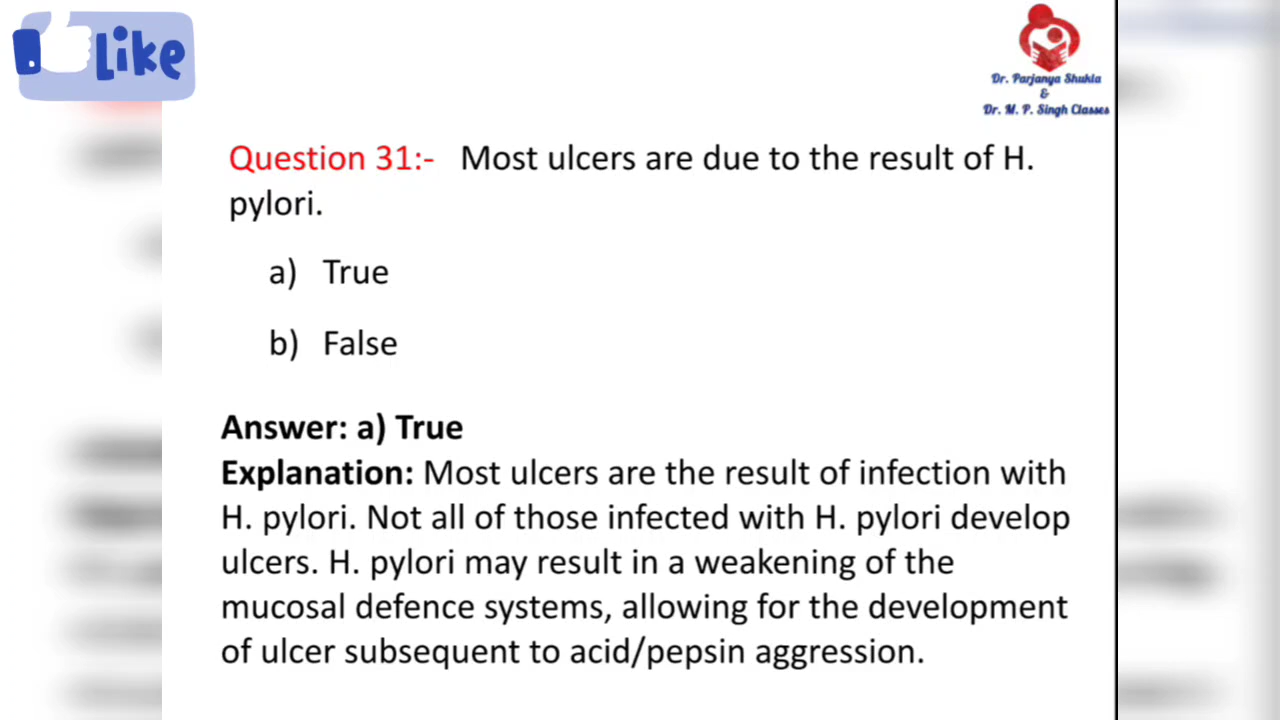 Like
Dr. Parjanya Shukla
&
Dr. M. P. Singh Classes
Question 31:- Most ulcers are due to the result of H.
pylori.
a) True
b) False
Answer: a) True
Explanation: Most ulcers are the result of infection with
H. pylori. Not all of those infected with H. pylori develop
ulcers. H. pylori may result in a weakening of the
mucosal defence systems, allowing for the development
of ulcer subsequent to acid/pepsin aggression.